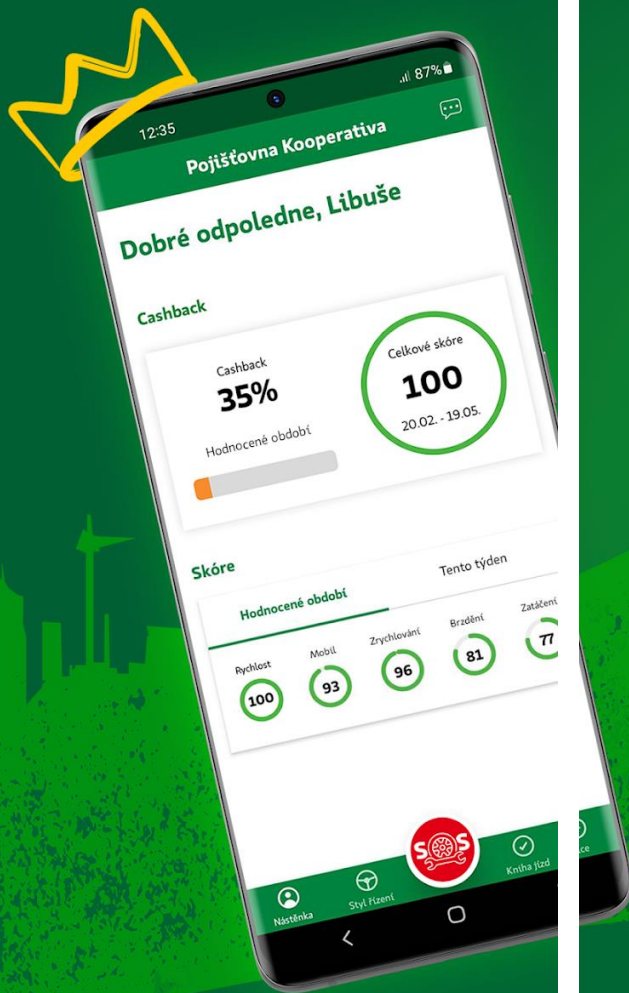 12:35
87%
Pojišťovna Kooperativa
Dobré odpoledne, Libuše
Cashback
Cashback
35%
Hodnocené období
Celkové skóre
100
20.02. - 19.05.
Skóre
Hodnocené období
Tento týden
Rychlost
Mobil
Zrychlování
Brzdění
Zatáčení
100
93
96
81
77
SOS
Nástěnka
Styl řízení
Kniha jízd